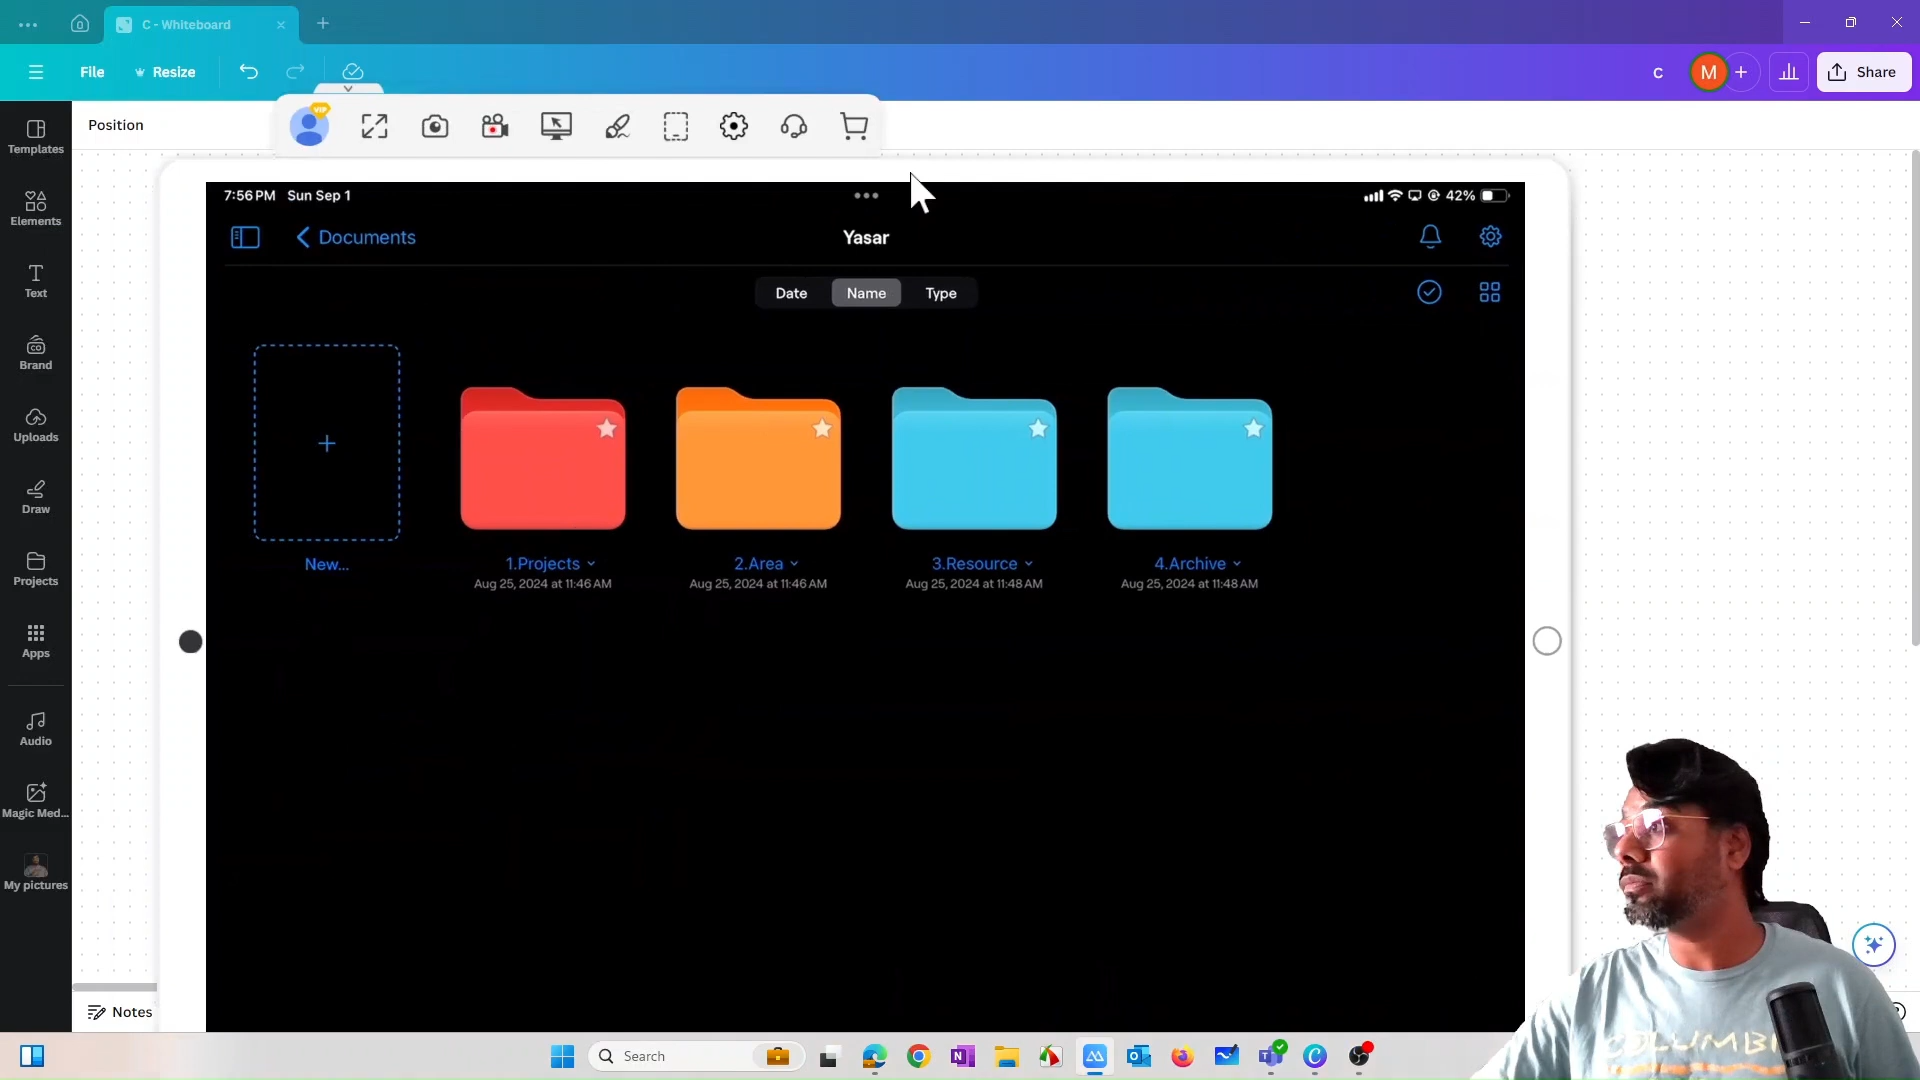 C - Whiteboard
File
Resize
C
M
Share
Templates
Position
VIP
Elements
Text
Brand
Uploads
Draw
Projects
Apps
Audio
Magic Med...
My pictures
7:56 PM Sun Sep 1
42%
Documents
Yasar
Date
Name
Type
New...
1.Projects
Aug 25, 2024 at 11:46 AM
2.Area
Aug 25, 2024 at 11:46 AM
3.Resource
Aug 25, 2024 at 11:48 AM
4.Archive
Aug 25, 2024 at 11:48 AM
Notes
COLUMBI
Search